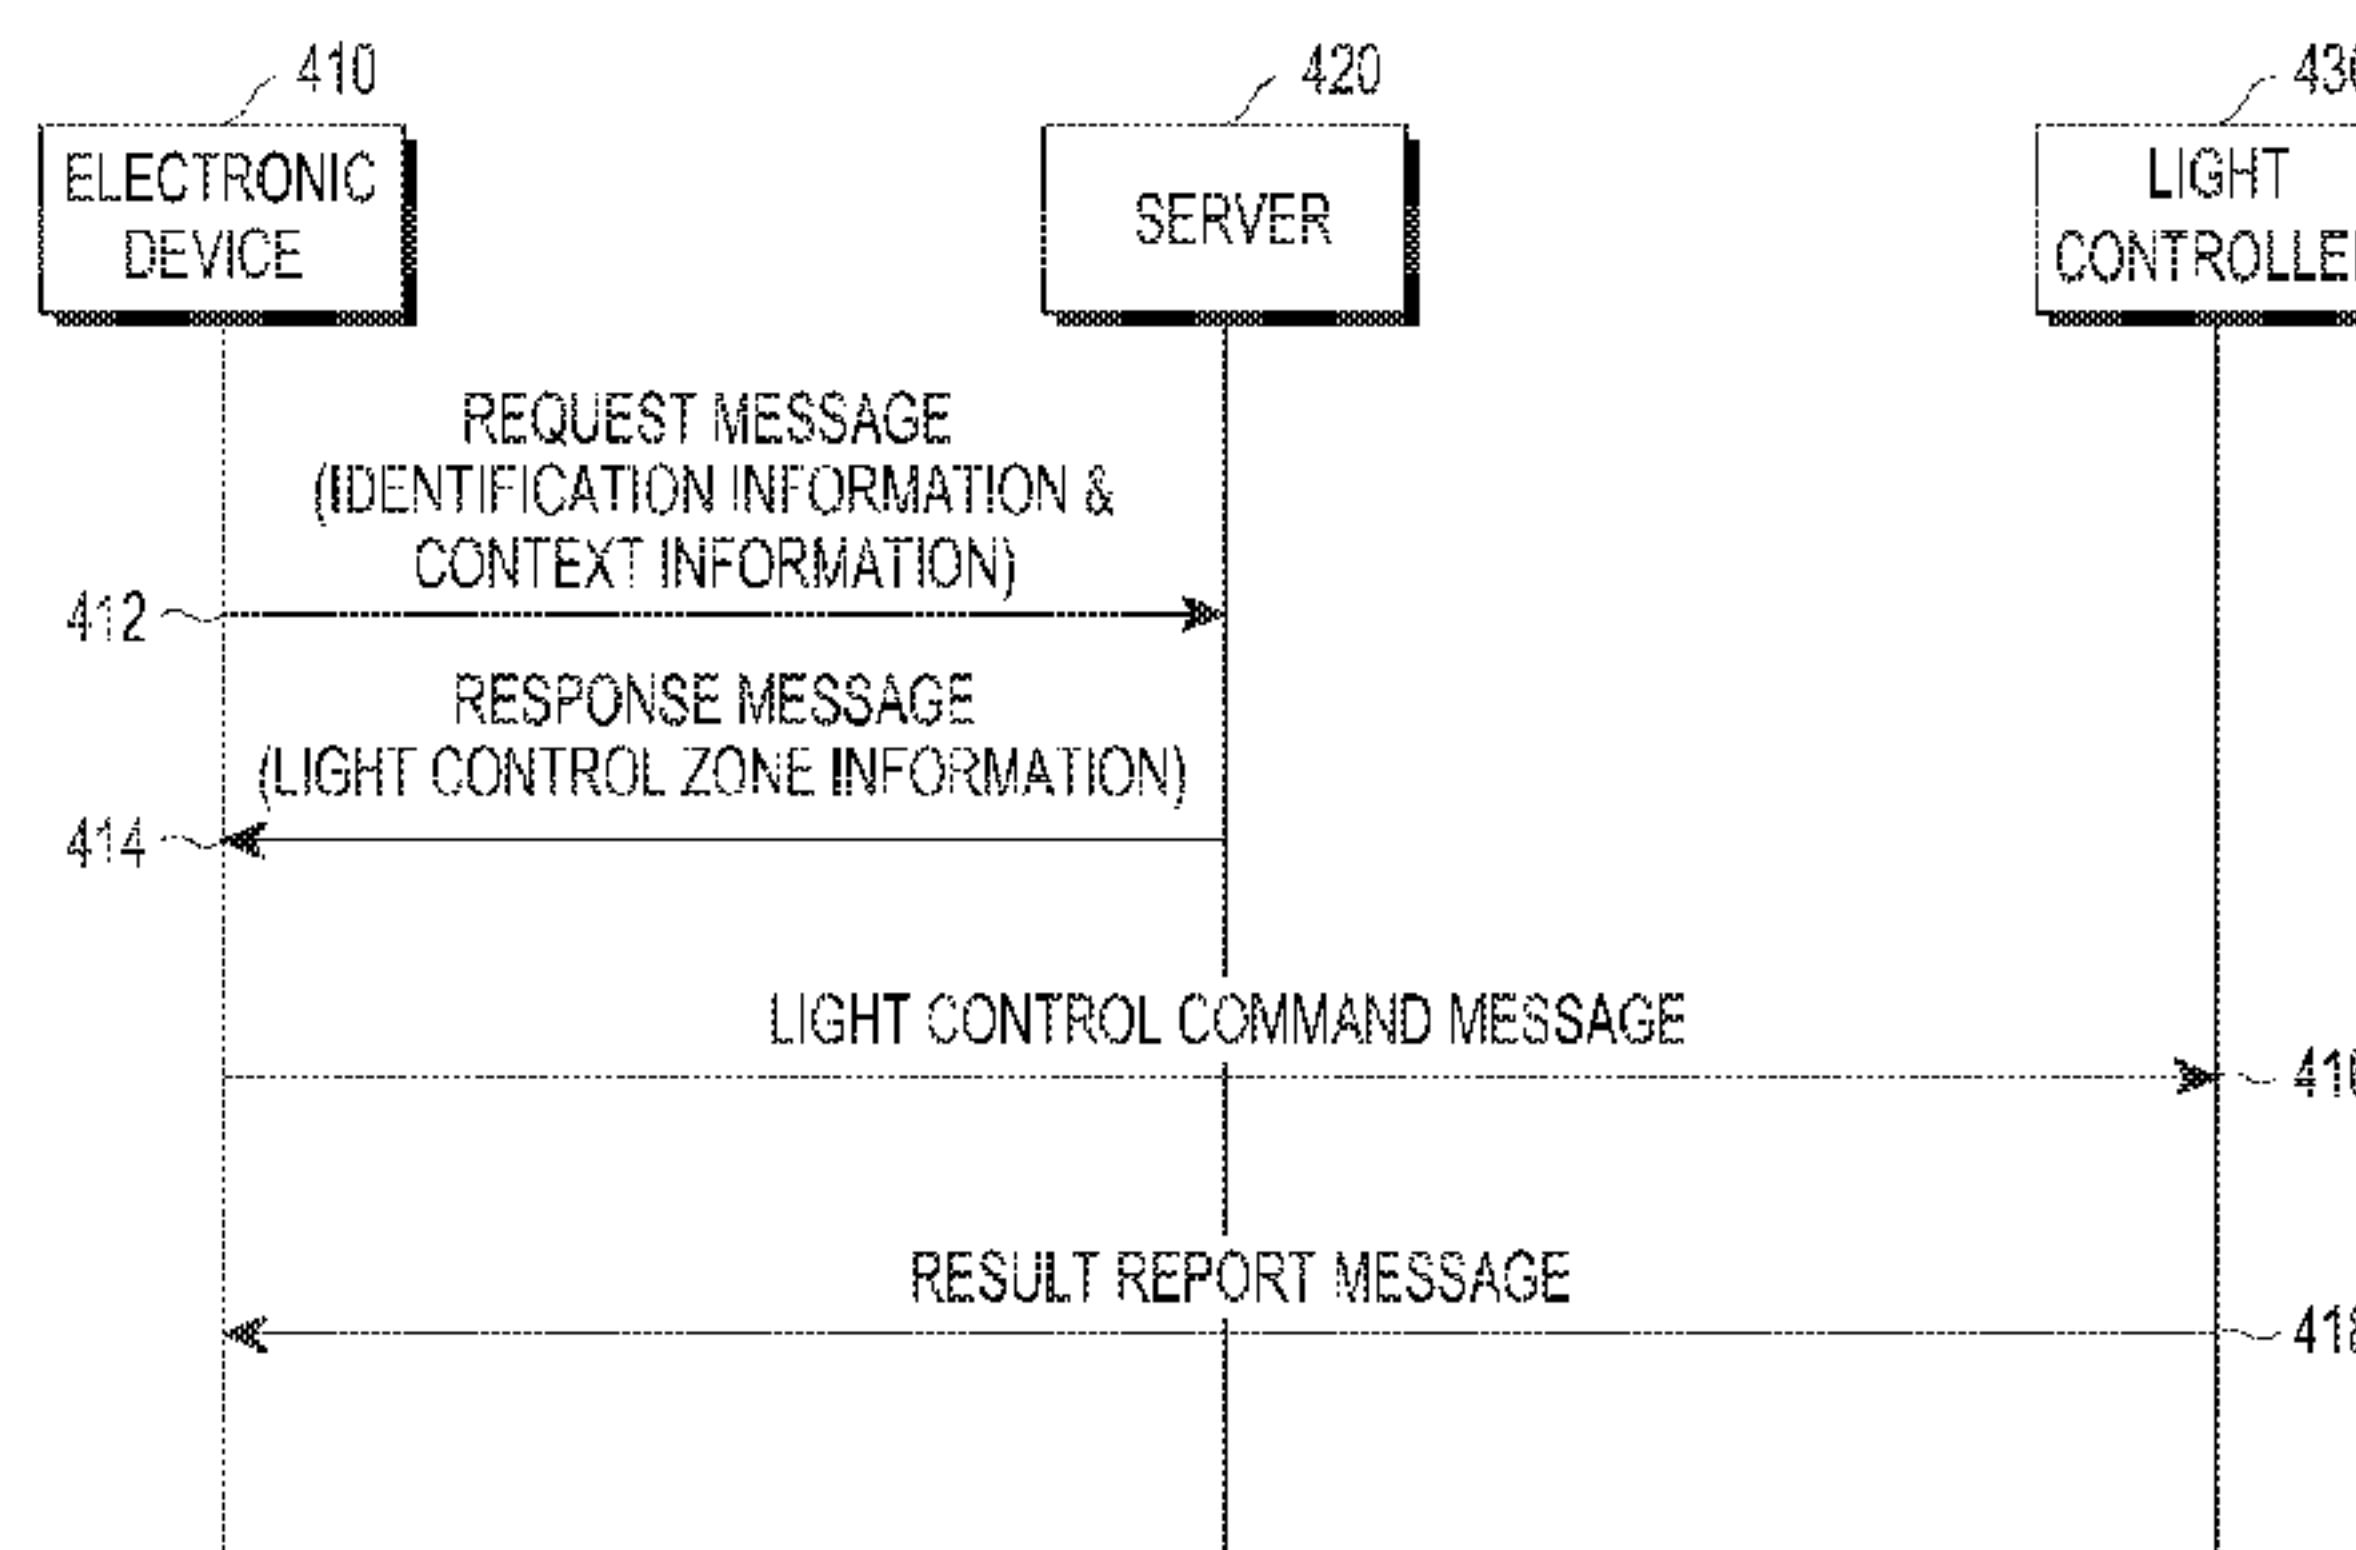 410
420
ELECTRONIC
DEVICE
SERVER
LIGHT
REQUEST MESSAGE
(IDENTIFICATION INFORMATION &
CONTEXT INFORMATION)
412
RESPONSE MESSAGE
(LIGHT CONTROL ZONE INFORMATION)
414
LIGHT CONTROL COMMAND MESSAGE
RESULT REPORT MESSAGE